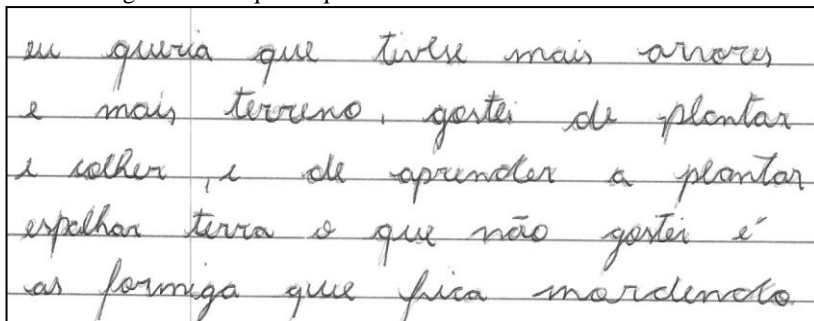 eu queria que tivese mais arvores
e mais terreno, gostei de plantar
e colher, e de aprender a plantar
espalhar terra o que não gostei é
as formiga que fica mordendo